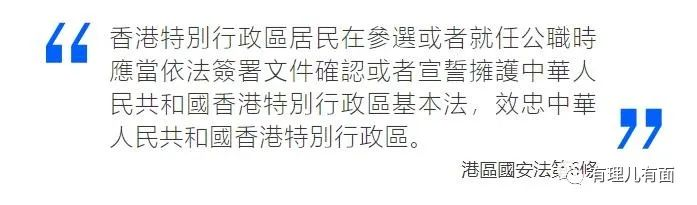 香港特別行政區居民在參選或者就任公職時
應當依法簽署文件確認或者宣誓擁護中華人
民共和國香港特別行政區基本法，效忠中華
人民共和國香港特別行政區。
港區國安法第6條
有理儿有面